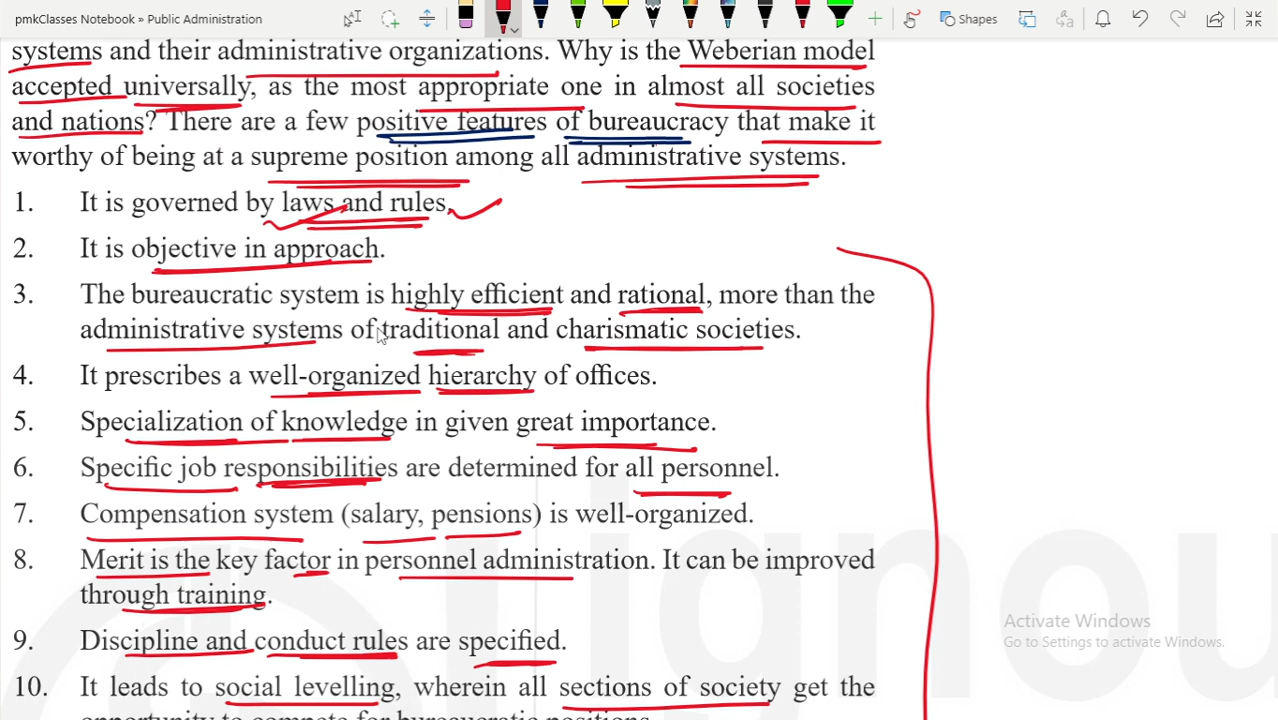 pmkClasses Notebook » Public Administration
Shapes
systems and their administrative organizations. Why is the Weberian model
accepted universally, as the most appropriate one in almost all societies
and nations? There are a few positive features of bureaucracy that make it
worthy of being at a supreme position among all administrative systems.
1. It is governed by laws and rules.
2. It is objective in approach.
3. The bureaucratic system is highly efficient and rational, more than the
administrative systems of traditional and charismatic societies.
4. It prescribes a well-organized hierarchy of offices.
5. Specialization of knowledge in given great importance.
6. Specific job responsibilities are determined for all personnel.
7. Compensation system (salary, pensions) is well-organized.
8. Merit is the key factor in personnel administration. It can be improved
through training.
9. Discipline and conduct rules are specified.
10. It leads to social levelling, wherein all sections of society get the
opportunity to compete for bureaucratic positions.
ignou
Activate Windows
Go to Settings to activate Windows.